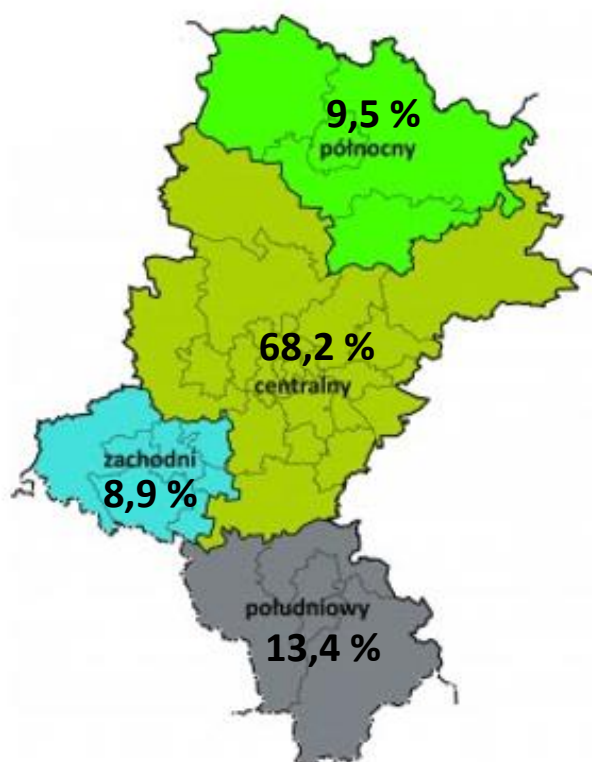 9,5 %
północny
68,2 %
centralny
zachodni
8,9 %
południowy
13,4 %